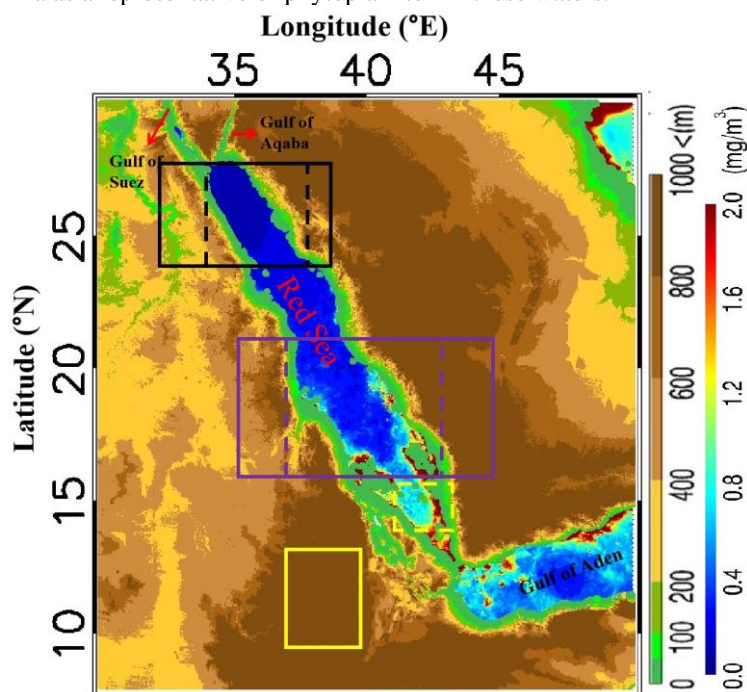 Longitude (°E)
35 40 45
Gulf of
Aqaba
Gulf of
Suez
Red Sea
Gulf of Aden
Latitude (°N)
25
20
15
10
0 100 200 400 600 800 1000 <(m)
0.0 0.4 0.8 1.2 1.6 2.0 (mg/m³)